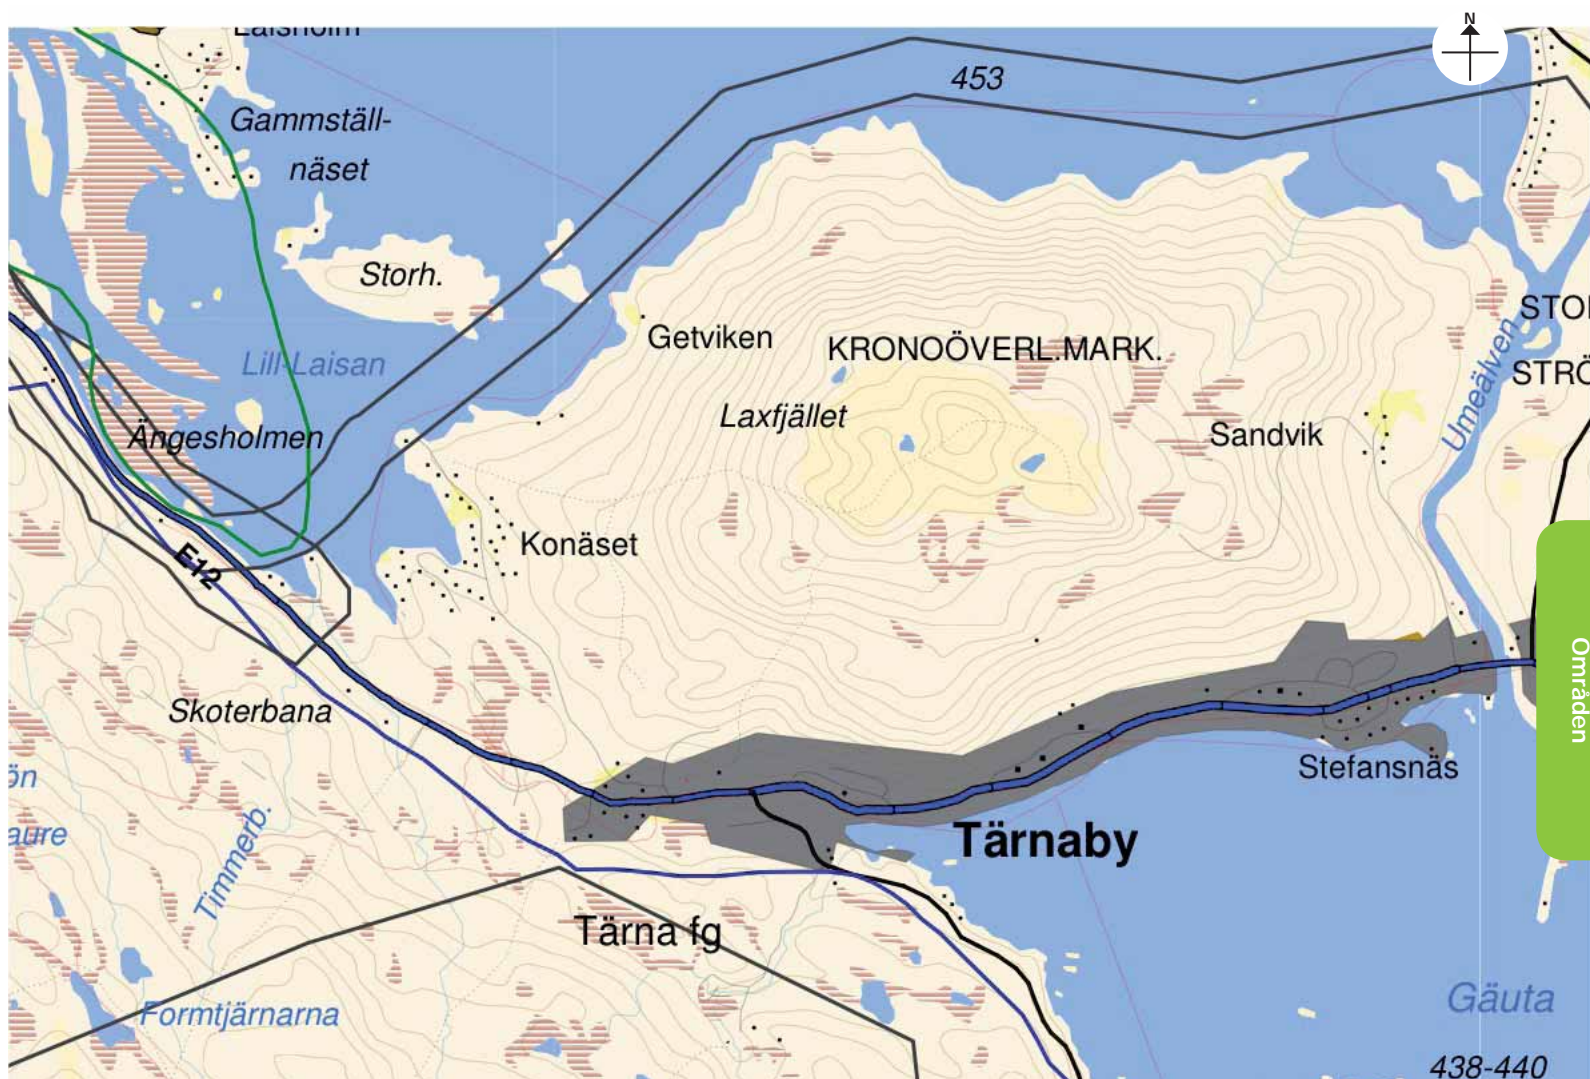 N
Laisholm
453
Gammställ-
näset
Storh.
Getviken
KRONOÖVERL.MARK.
Lill-Laisan
Laxfjället
Ängesholmen
Sandvik
Umeälven
Konäset
E12
Områden
Skoterbana
Stefansnäs
Tärnaby
Timmerb.
Tärna fg
Formtjärnarna
Gäuta
438-440